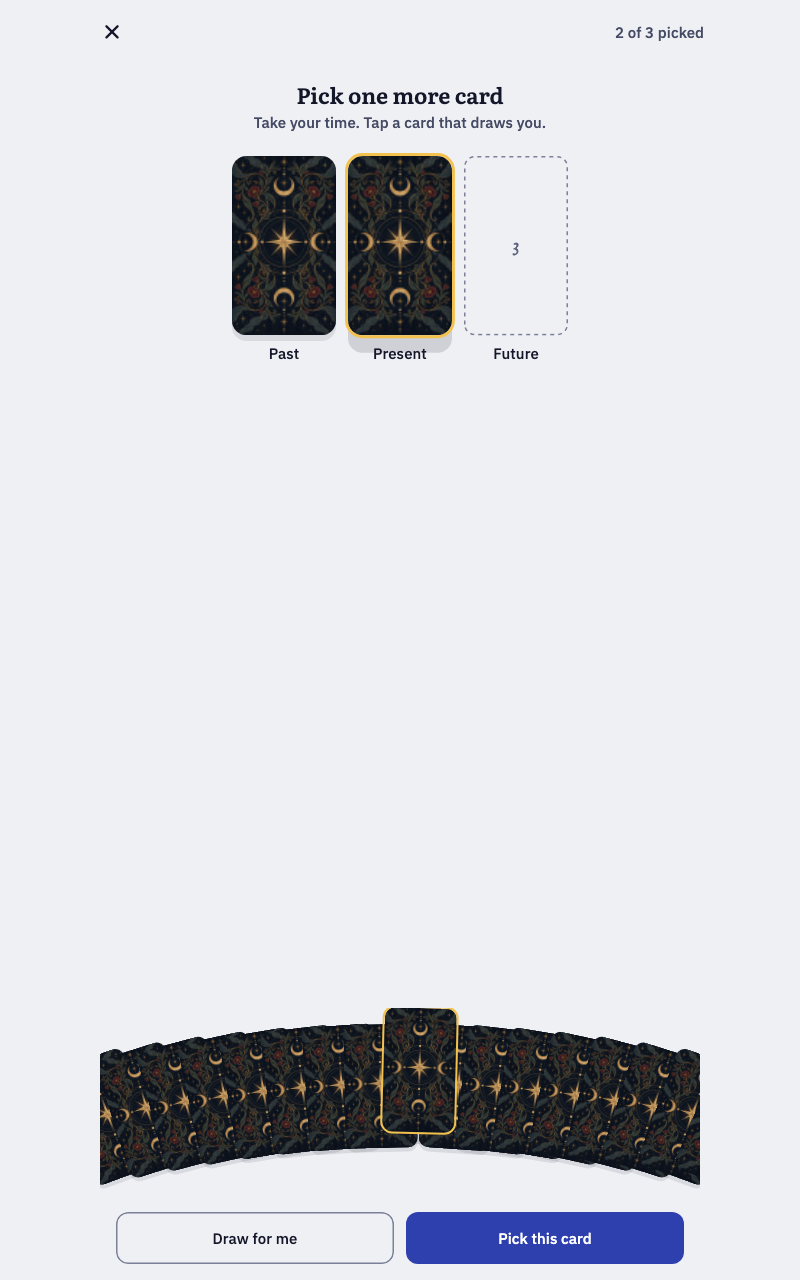 2 of 3 picked
Pick one more card
Take your time. Tap a card that draws you.
3
Past
Present
Future
Draw for me
Pick this card